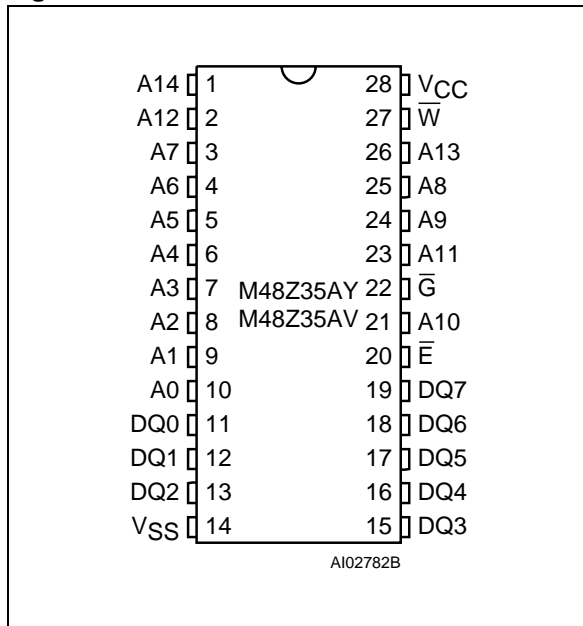 A14 1 28 VCC
A12 2 27 W̅
A7 3 26 A13
A6 4 25 A8
A5 5 24 A9
A4 6 23 A11
A3 7 M48Z35AY 22 G̅
A2 8 M48Z35AV 21 A10
A1 9 20 E̅
A0 10 19 DQ7
DQ0 11 18 DQ6
DQ1 12 17 DQ5
DQ2 13 16 DQ4
VSS 14 15 DQ3
AI02782B